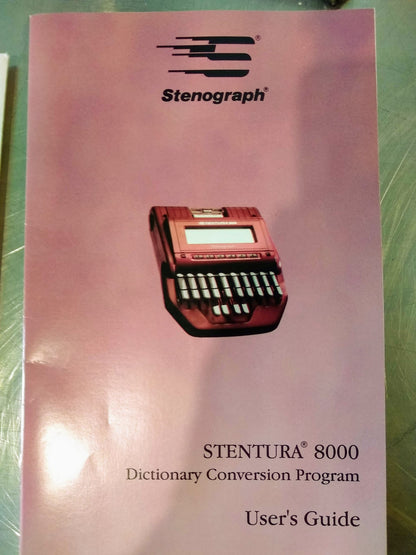 Stenograph®
STENTURA® 8000
Dictionary Conversion Program
User's Guide